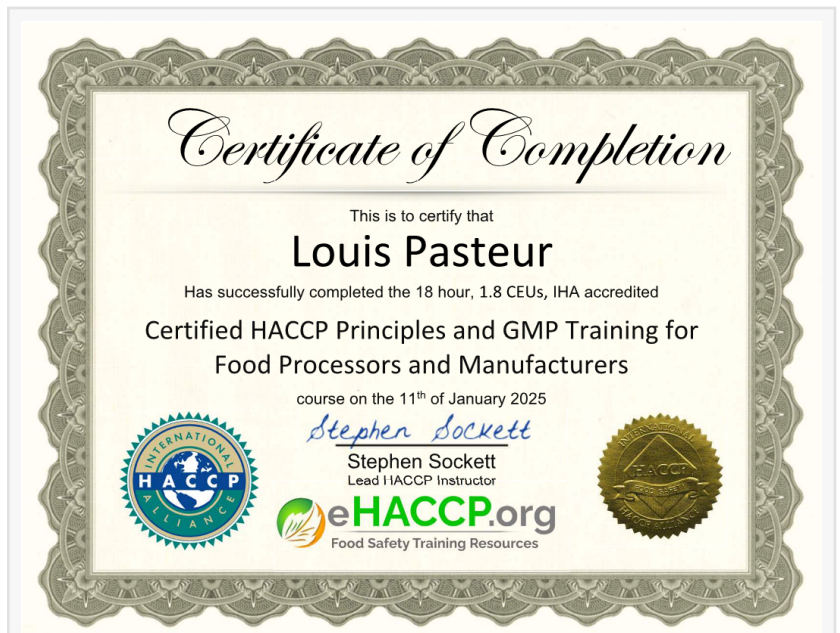 Certificate of Completion
This is to certify that
Louis Pasteur
Has successfully completed the 18 hour, 1.8 CEUs, IHA accredited
Certified HACCP Principles and GMP Training for
Food Processors and Manufacturers
course on the 11th of January 2025
Stephen Sockett
Stephen Sockett
Lead HACCP Instructor
INTERNATIONAL
HACCP
ALLIANCE
eHACCP.org
Food Safety Training Resources
INTERNATIONAL
HACCP
HACCP ALLIANCE